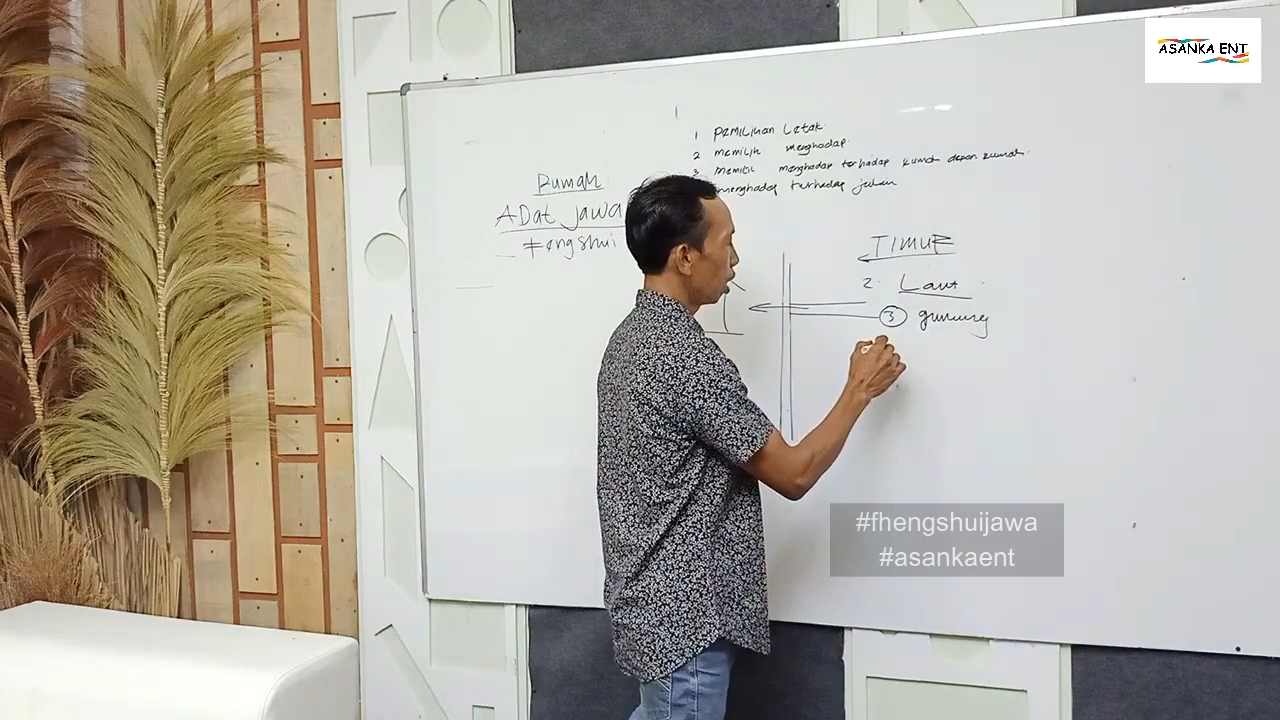 ASANKA ENT
1 pemilihan Letak
2 memilih menghadap
3 memilih menghadap terhadap rumah depan rumah
menghadap terhadap jalan
Rumah
ADat jawa
Fengshui
TIMUR
2. Laut
3 gunung
#fhengshuijawa
#asankaent